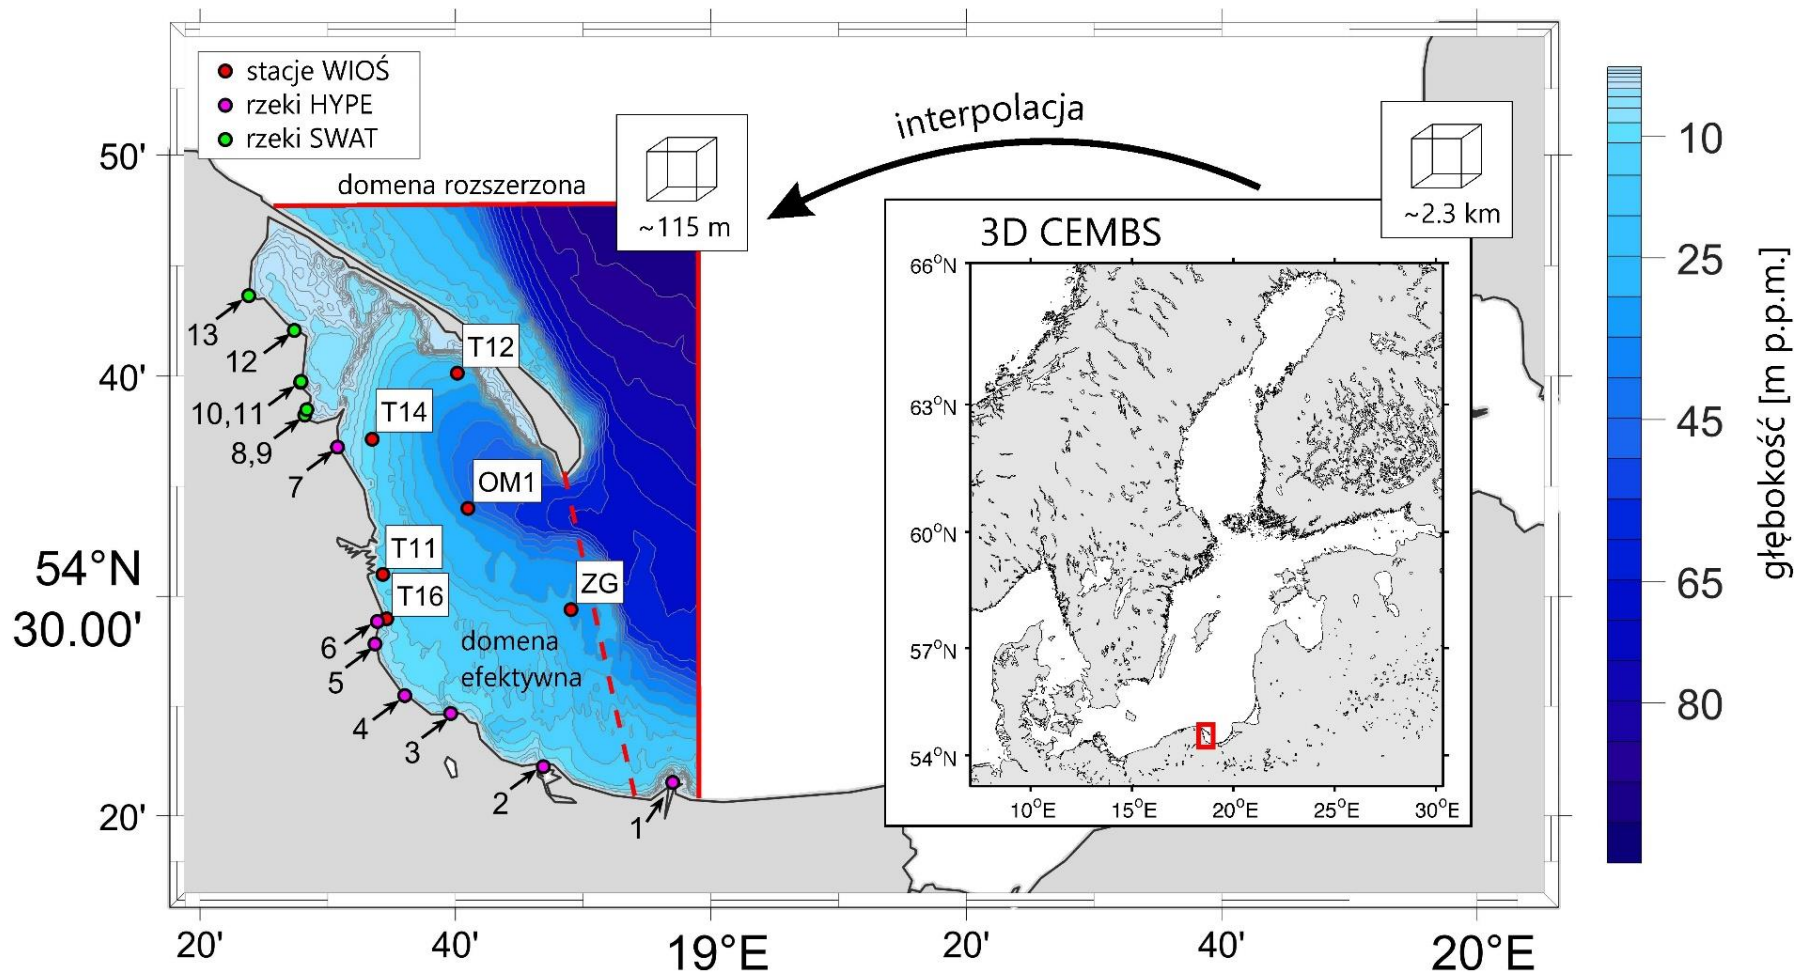 stacje WIOŚ
rzeki HYPE
rzeki SWAT
interpolacja
domena rozszerzona
~115 m
~2.3 km
3D CEMBS
66°N
63°N
60°N
57°N
54°N
10°E
15°E
20°E
25°E
30°E
T12
T14
OM1
T11
T16
ZG
domena
efektywna
13
12
10,11
8,9
7
6
5
4
3
2
1
50'
40'
54°N
30.00'
20'
20'
40'
19°E
20'
40'
20°E
10
25
45
65
80
głębokość [m p.p.m.]